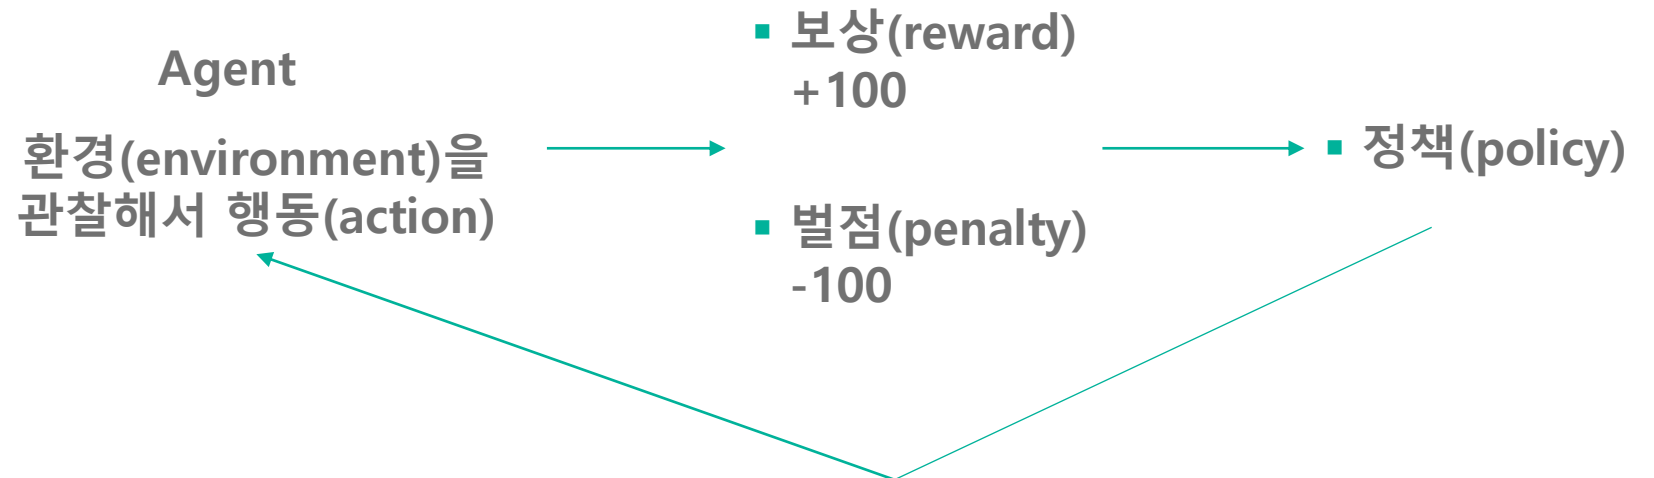 Agent
환경(environment)을
관찰해서 행동(action)
▪ 보상(reward)
+100
▪ 벌점(penalty)
-100
▪ 정책(policy)